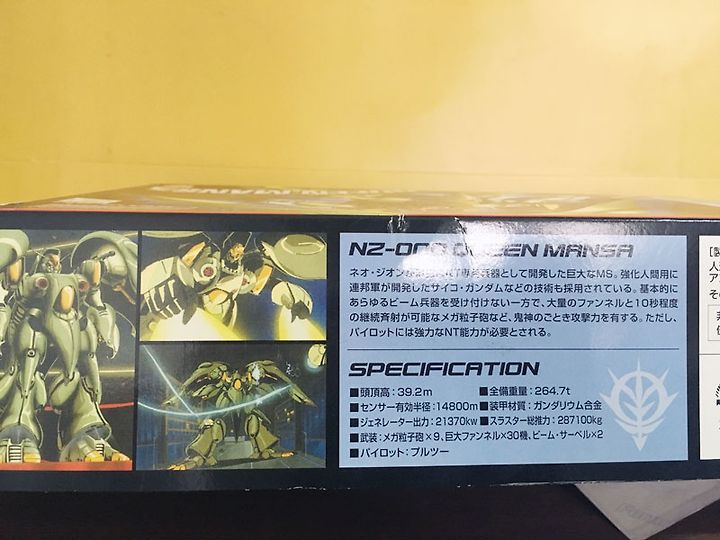 NZ-000 QUEEN MANSA
ネオ・ジオンが NT専用兵器として開発した巨大なMS。強化人間用に
連邦軍が開発したサイコ・ガンダムなどの技術も採用されている。基本的に
あらゆるビーム兵器を受け付けない一方で、大量のファンネルと10秒程度
の継続斉射が可能なメガ粒子砲など、鬼神のごとき攻撃力を有する。ただし、
パイロットには強力なNT能力が必要とされる。
SPECIFICATION
■頭頂高:39.2m ■全備重量:264.7t
■センサー有効半径:14800m ■装甲材質:ガンダリウム合金
■ジェネレーター出力:21370kw ■スラスター総推力:287100kg
■武装:メガ粒子砲×9、巨大ファンネル×30機、ビーム・サーベル×2
■パイロット:プルツー